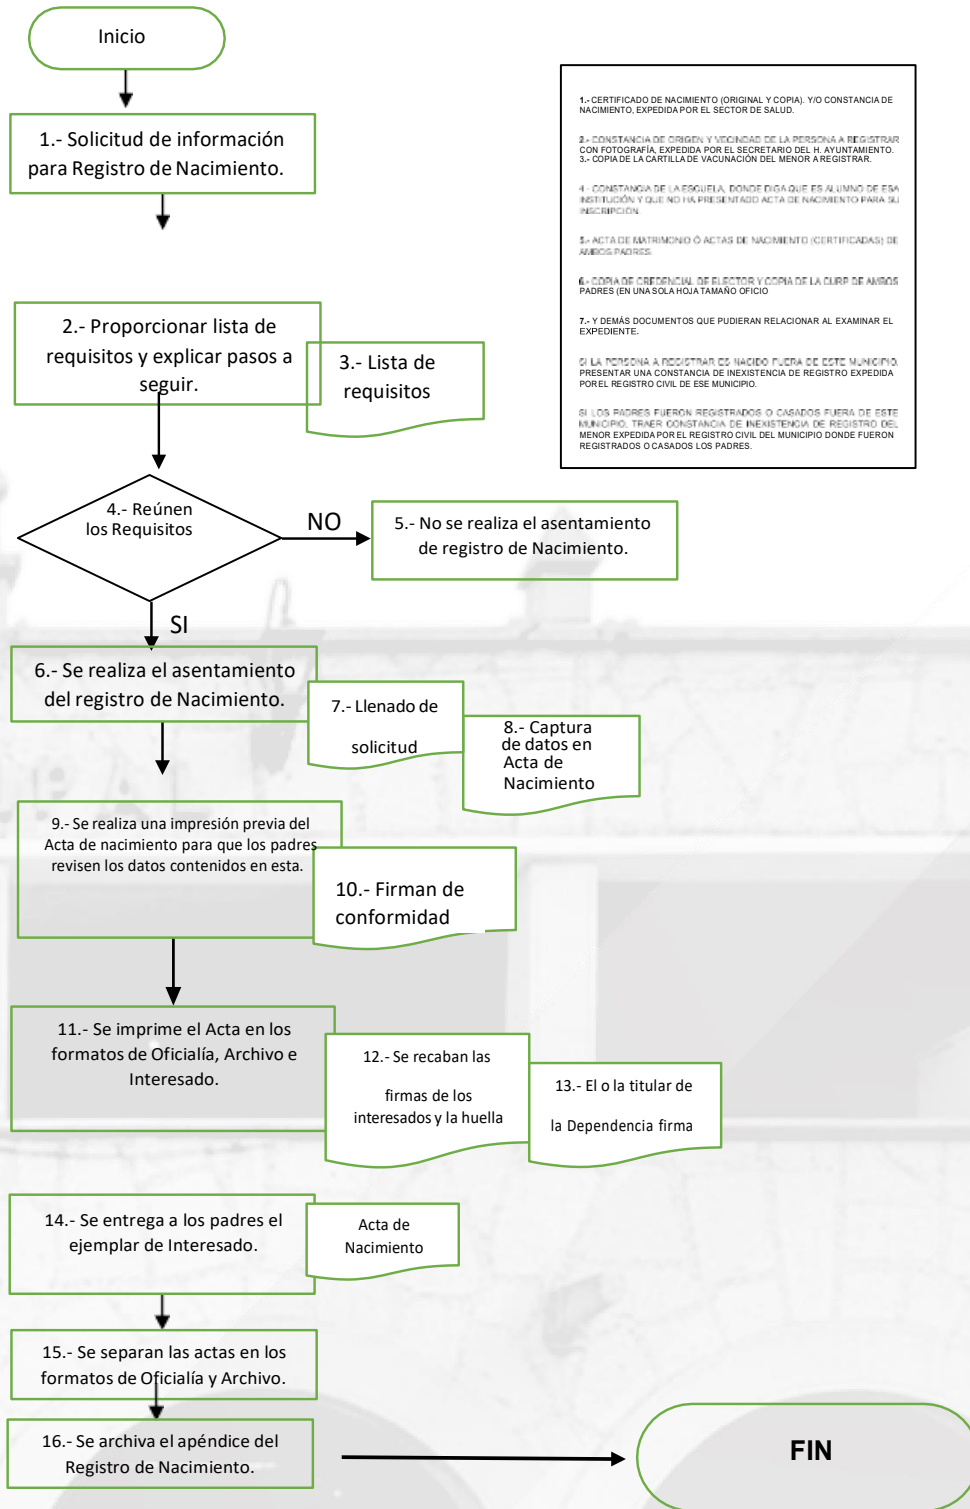 Inicio
1.- Solicitud de información
para Registro de Nacimiento.
1.- CERTIFICADO DE NACIMIENTO (ORIGINAL Y COPIA). Y/O CONSTANCIA DE
NACIMIENTO, EXPEDIDA POR EL SECTOR DE SALUD.
2.- CONSTANCIA DE ORIGEN Y VECINDAD DE LA PERSONA A REGISTRAR
CON FOTOGRAFÍA, EXPEDIDA POR EL SECRETARIO DEL H. AYUNTAMIENTO.
3.- COPIA DE LA CARTILLA DE VACUNACIÓN DEL MENOR A REGISTRAR.
4.- CONSTANCIA DE LA ESCUELA, DONDE DIGA QUE ES ALUMNO DE ESA
INSTITUCIÓN Y QUE NO HA PRESENTADO ACTA DE NACIMIENTO PARA SU
INSCRIPCIÓN.
5.- ACTA DE MATRIMONIO Ó ACTAS DE NACIMIENTO (CERTIFICADAS) DE
AMBOS PADRES.
6.- COPIA DE CREDENCIAL DE ELECTOR Y COPIA DE LA CURP DE AMBOS
PADRES (EN UNA SOLA HOJA TAMAÑO OFICIO
7.- Y DEMÁS DOCUMENTOS QUE PUDIERAN RELACIONAR AL EXAMINAR EL
EXPEDIENTE.
SI LA PERSONA A REGISTRAR ES NACIDO FUERA DE ESTE MUNICIPIO,
PRESENTAR UNA CONSTANCIA DE INEXISTENCIA DE REGISTRO EXPEDIDA
POR EL REGISTRO CIVIL DE ESE MUNICIPIO.
SI LOS PADRES FUERON REGISTRADOS O CASADOS FUERA DE ESTE
MUNICIPIO, TRAER CONSTANCIA DE INEXISTENCIA DE REGISTRO DEL
MENOR EXPEDIDA POR EL REGISTRO CIVIL DEL MUNICIPIO DONDE FUERON
REGISTRADOS O CASADOS LOS PADRES.
2.- Proporcionar lista de
requisitos y explicar pasos a
seguir.
3.- Lista de
requisitos
4.- Reúnen
los Requisitos
NO
5.- No se realiza el asentamiento
de registro de Nacimiento.
SI
6.- Se realiza el asentamiento
del registro de Nacimiento.
7.- Llenado de
solicitud
8.- Captura
de datos en
Acta de
Nacimiento
9.- Se realiza una impresión previa del
Acta de nacimiento para que los padres
revisen los datos contenidos en esta.
10.- Firman de
conformidad
11.- Se imprime el Acta en los
formatos de Oficialía, Archivo e
Interesado.
12.- Se recaban las
firmas de los
interesados y la huella
13.- El o la titular de
la Dependencia firma
14.- Se entrega a los padres el
ejemplar de Interesado.
Acta de
Nacimiento
15.- Se separan las actas en los
formatos de Oficialía y Archivo.
16.- Se archiva el apéndice del
Registro de Nacimiento.
FIN